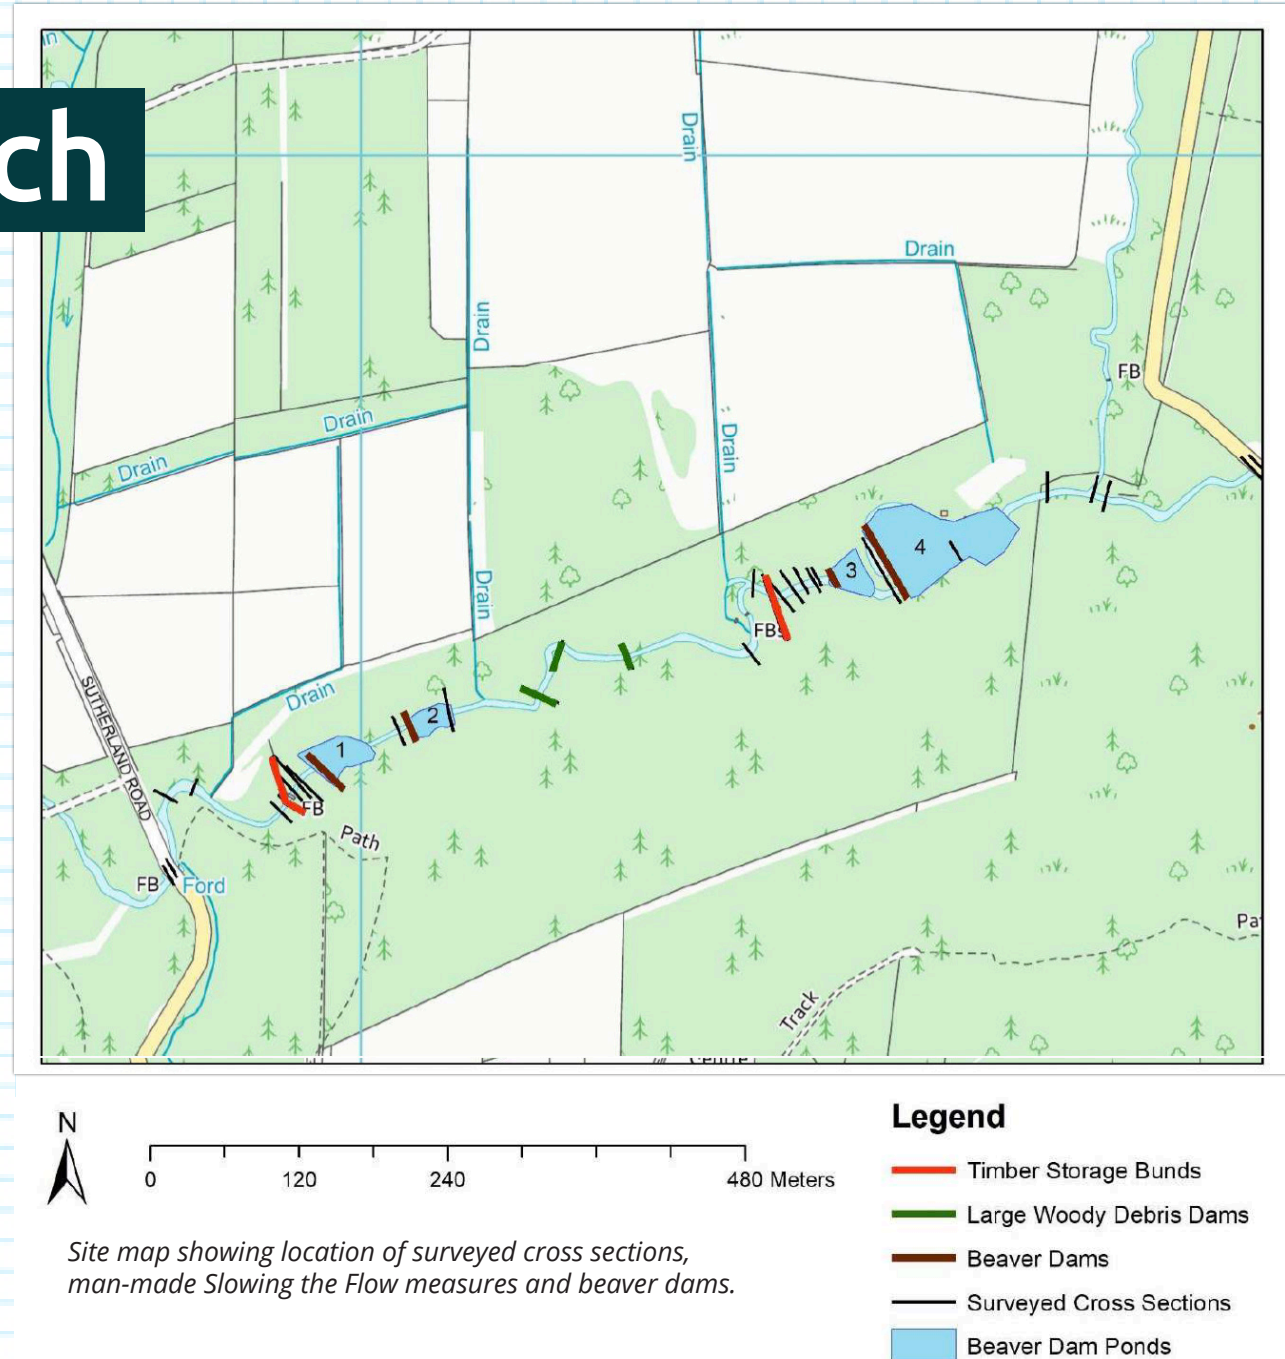 in
ch
Drain
Drain
Drain
FB
Drain
Drain
Drain
4
3
Drain
FBs
SUTHERLAND ROAD
Drain
2
1
FB
Path
FB
Ford
Pa
Track
Centre
N
0
120
240
480 Meters
Site map showing location of surveyed cross sections,
man-made Slowing the Flow measures and beaver dams.
Legend
Timber Storage Bunds
Large Woody Debris Dams
Beaver Dams
Surveyed Cross Sections
Beaver Dam Ponds